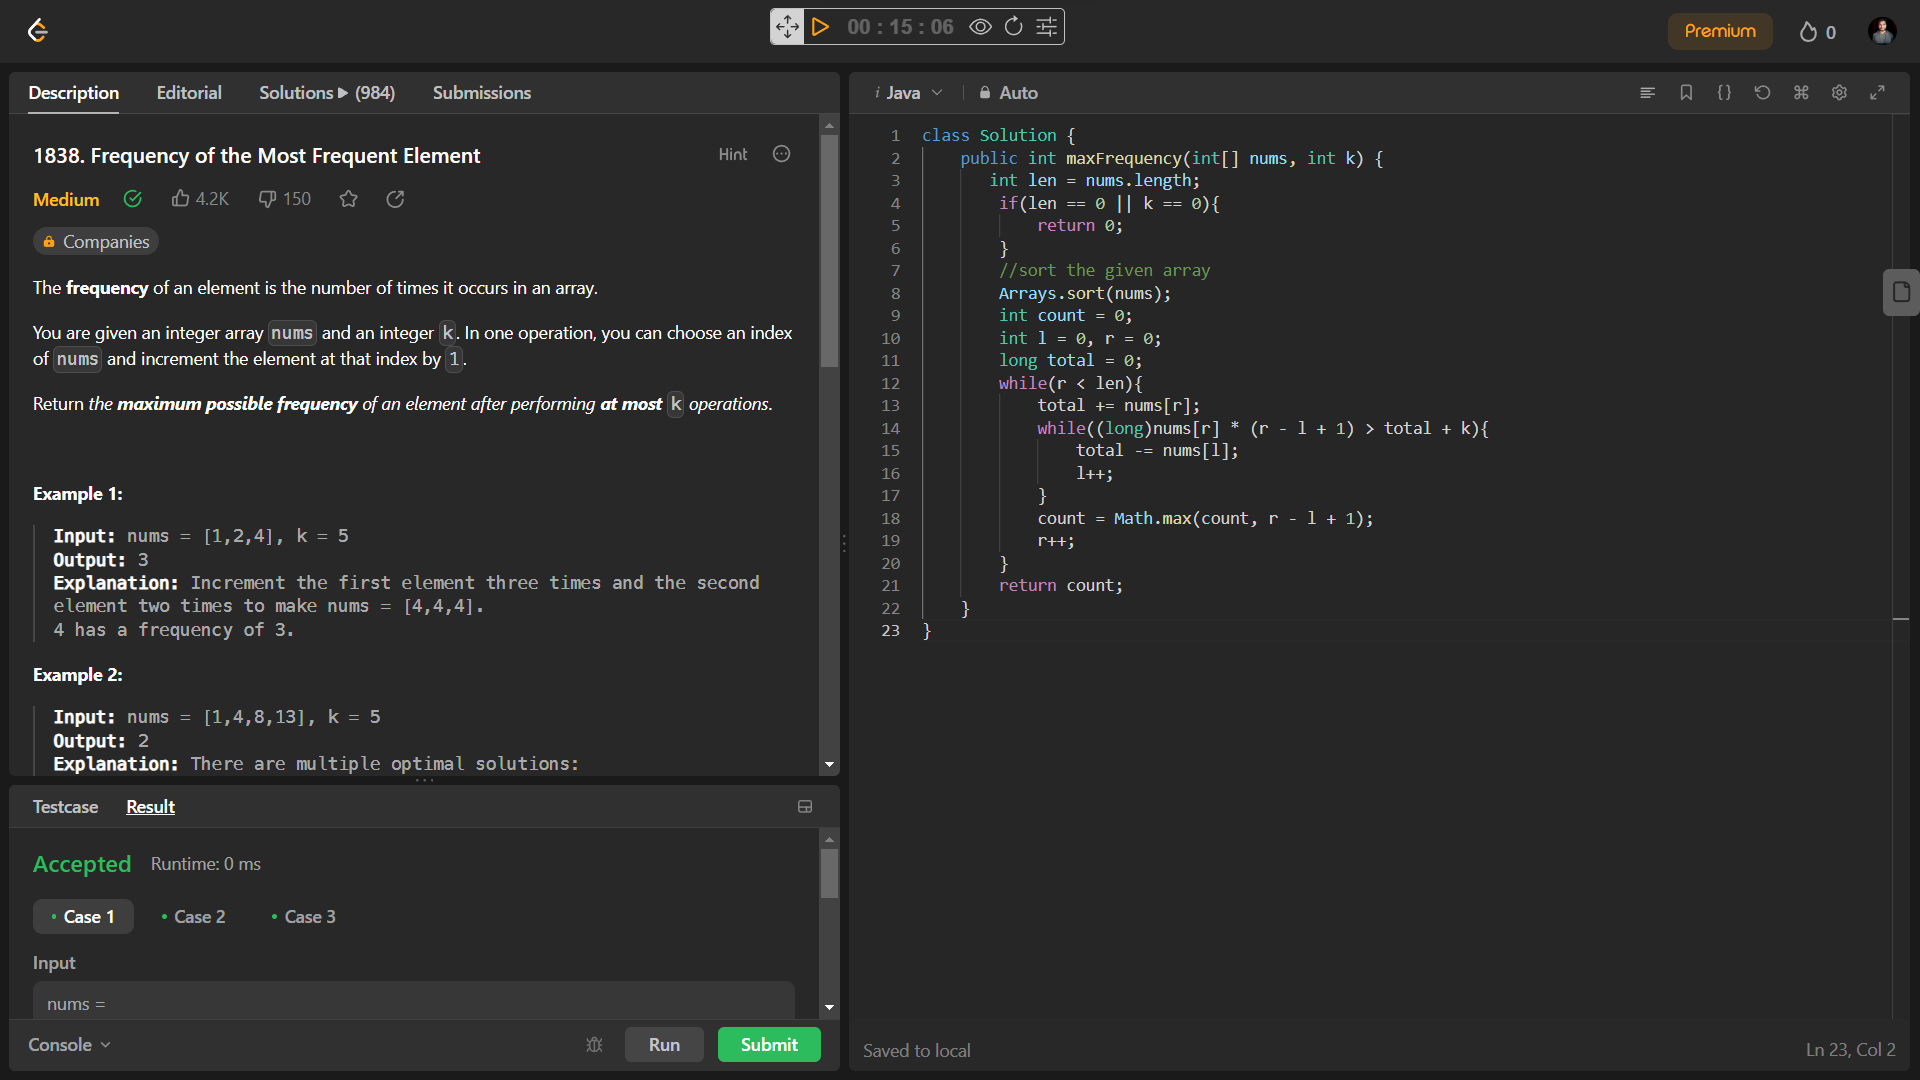 00 : 15 : 06
Premium
0
Description Editorial Solutions (984) Submissions
1838. Frequency of the Most Frequent Element
Hint
Medium 4.2K 150
Companies
The frequency of an element is the number of times it occurs in an array.
You are given an integer array nums and an integer k. In one operation, you can choose an index
of nums and increment the element at that index by 1.
Return the maximum possible frequency of an element after performing at most k operations.
Example 1:
Input: nums = [1,2,4], k = 5
Output: 3
Explanation: Increment the first element three times and the second
element two times to make nums = [4,4,4].
4 has a frequency of 3.
Example 2:
Input: nums = [1,4,8,13], k = 5
Output: 2
Explanation: There are multiple optimal solutions:
Testcase Result
Accepted Runtime: 0 ms
Case 1 Case 2 Case 3
Input
nums =
Console Run Submit
i Java Auto
{}
1 class Solution {
2 public int maxFrequency(int[] nums, int k) {
3 int len = nums.length;
4 if(len == 0 || k == 0){
5 return 0;
6 }
7 //sort the given array
8 Arrays.sort(nums);
9 int count = 0;
10 int l = 0, r = 0;
11 long total = 0;
12 while(r < len){
13 total += nums[r];
14 while((long)nums[r] * (r - l + 1) > total + k){
15 total -= nums[l];
16 l++;
17 }
18 count = Math.max(count, r - l + 1);
19 r++;
20 }
21 return count;
22 }
23 }
Saved to local
Ln 23, Col 2